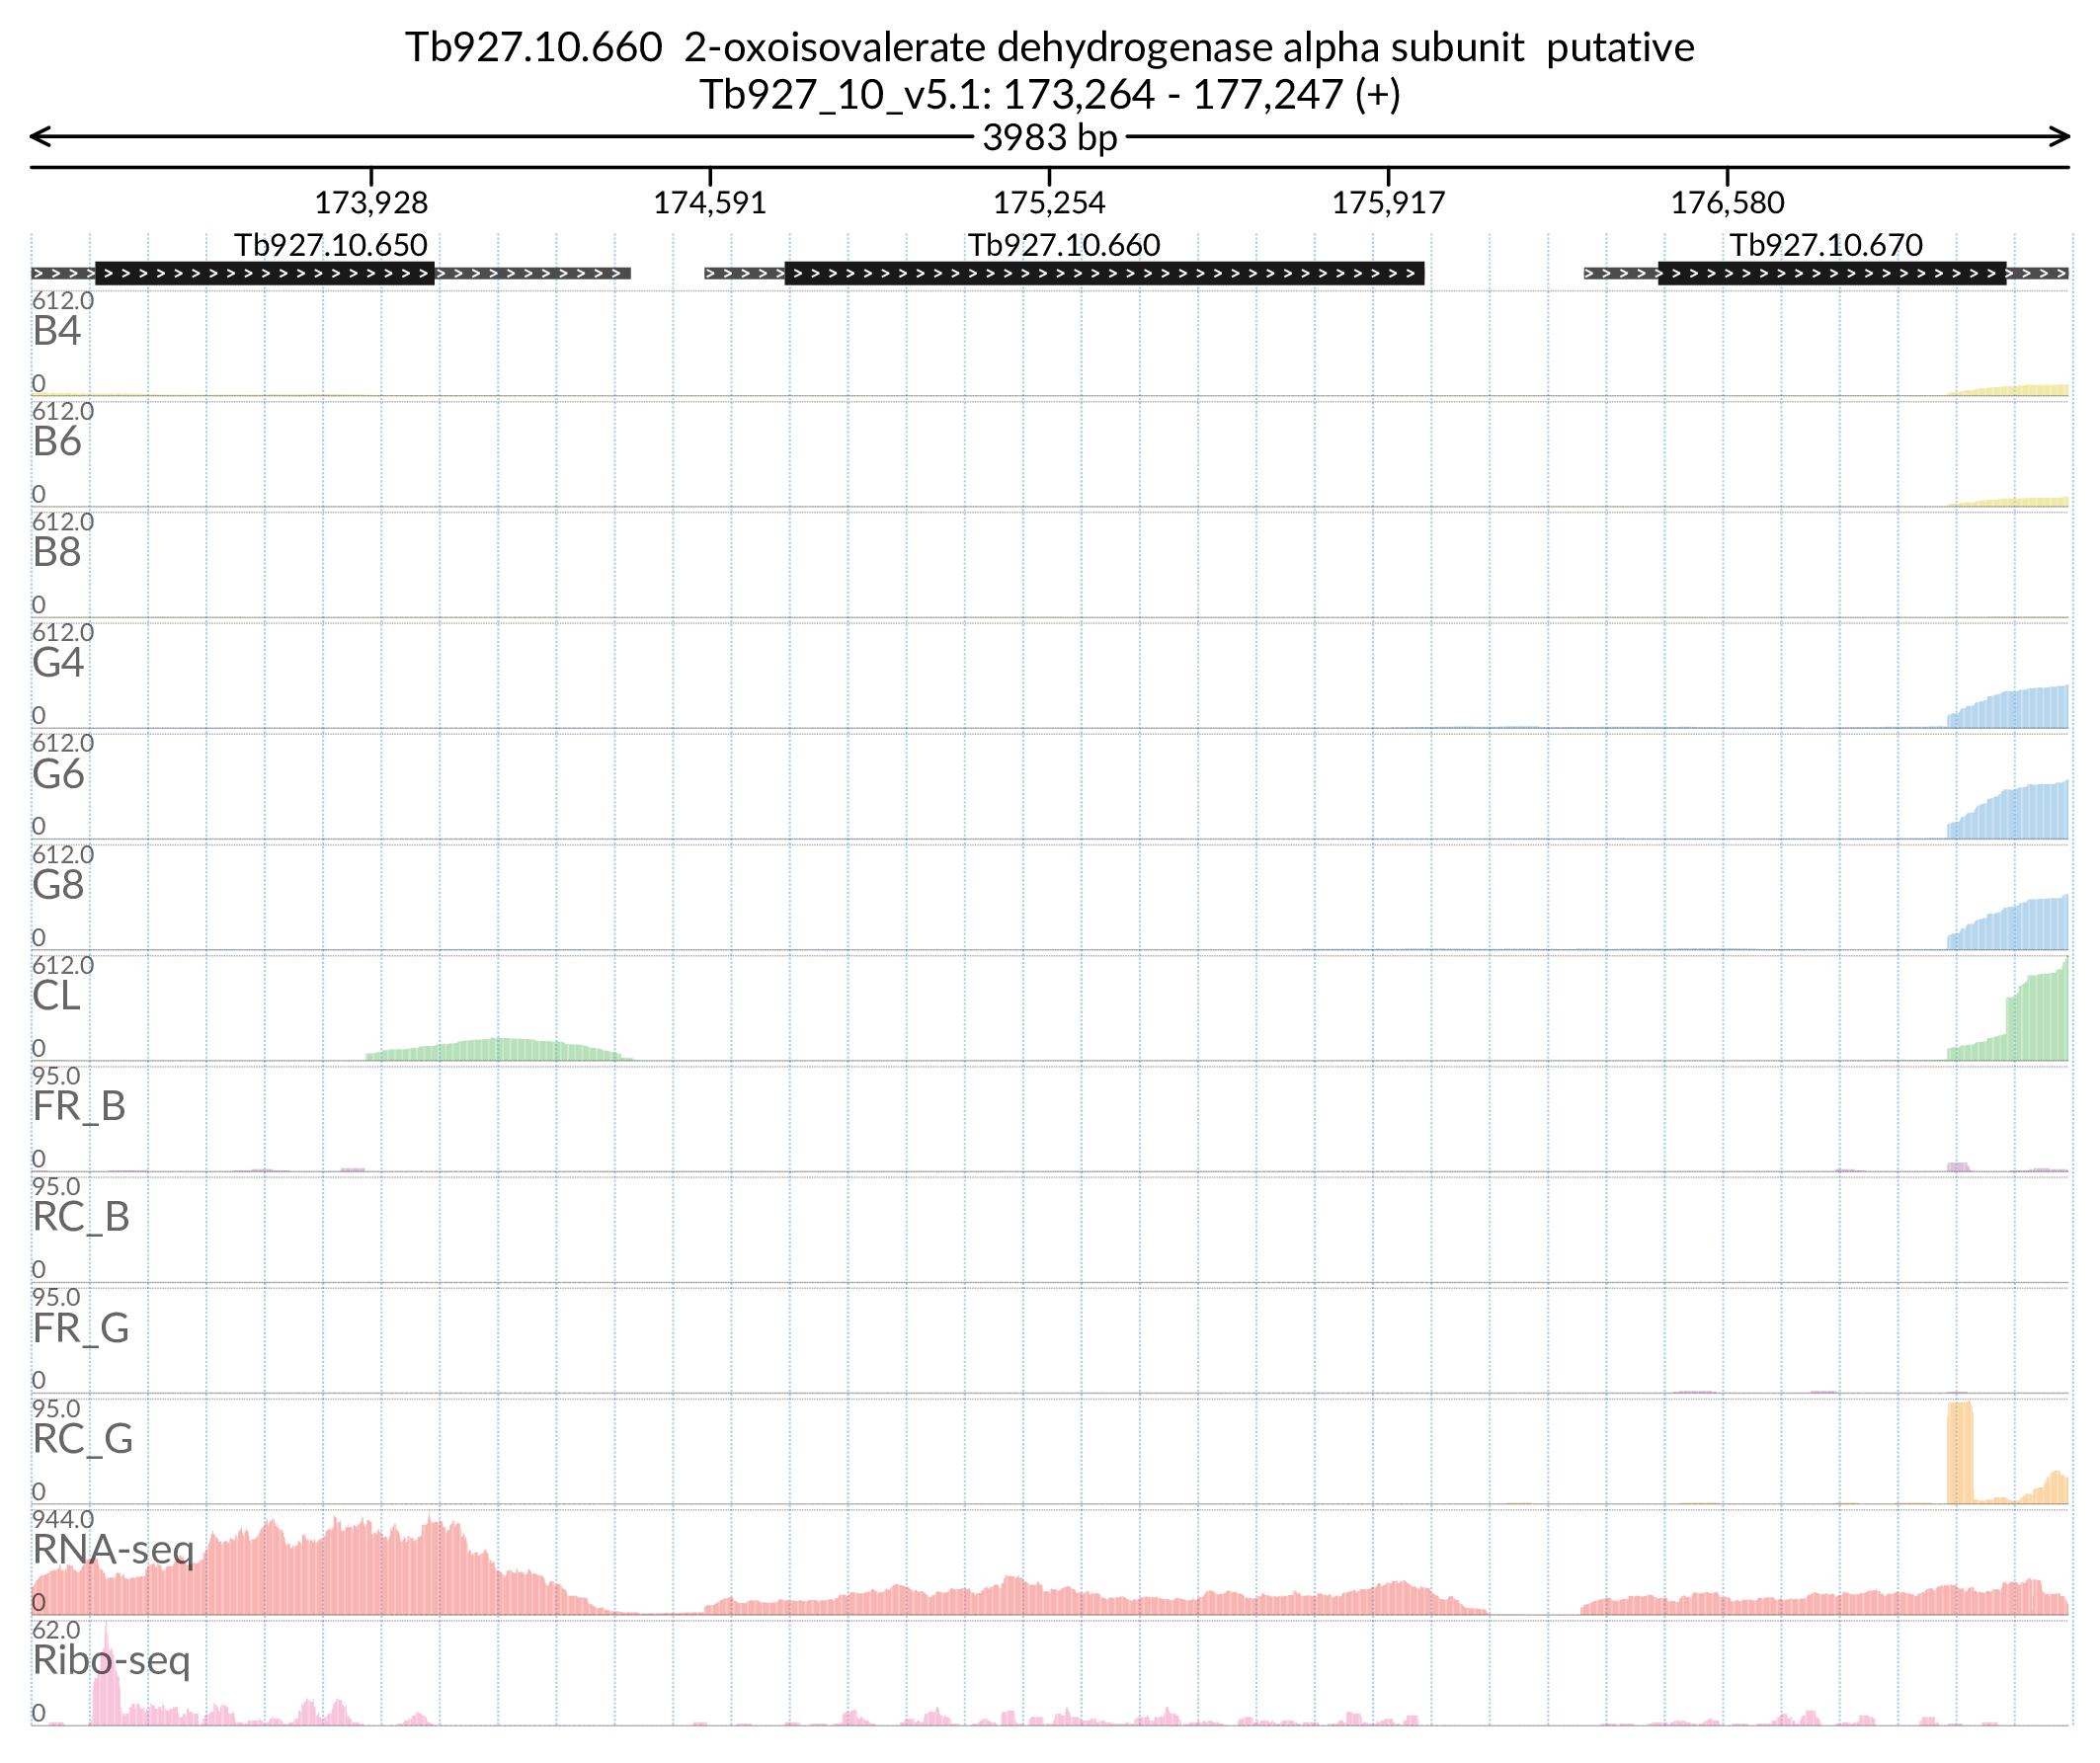 Tb927.10.660  2-oxoisovalerate dehydrogenase alpha subunit  putative
Tb927_10_v5.1: 173,264 - 177,247 (+)
3983 bp
173,928 174,591 175,254 175,917 176,580
Tb927.10.650 Tb927.10.660 Tb927.10.670
612.0
B4
0
612.0
B6
0
612.0
B8
0
612.0
G4
0
612.0
G6
0
612.0
G8
0
612.0
CL
0
95.0
FR_B
0
95.0
RC_B
0
95.0
FR_G
0
95.0
RC_G
0
944.0
RNA-seq
0
62.0
Ribo-seq
0